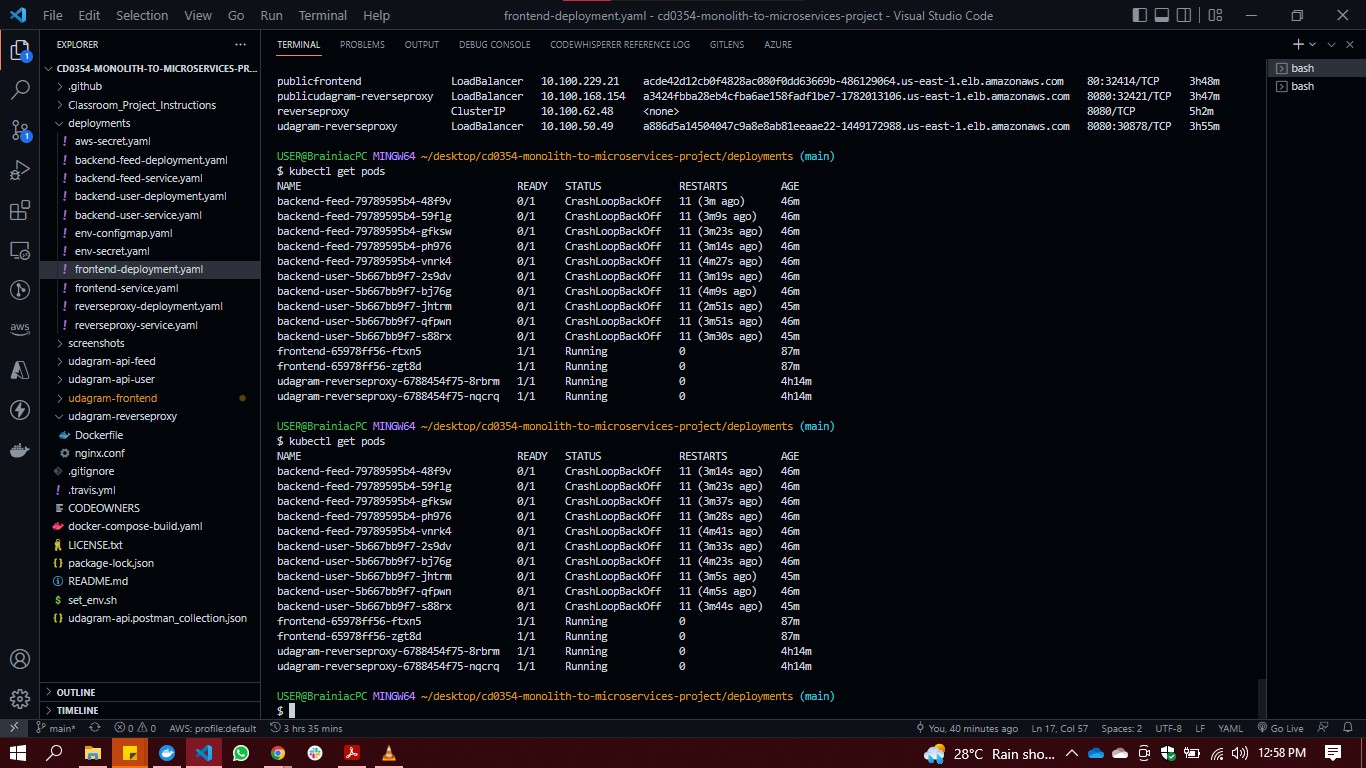 File Edit Selection View Go Run Terminal Help frontend-deployment.yaml - cd0354-monolith-to-microservices-project - Visual Studio Code
EXPLORER
CD0354-MONOLITH-TO-MICROSERVICES-PR...
.github
Classroom_Project_Instructions
deployments
aws-secret.yaml
backend-feed-deployment.yaml
backend-feed-service.yaml
backend-user-deployment.yaml
backend-user-service.yaml
env-configmap.yaml
env-secret.yaml
frontend-deployment.yaml
frontend-service.yaml
reverseproxy-deployment.yaml
reverseproxy-service.yaml
screenshots
udagram-api-feed
udagram-api-user
udagram-frontend
udagram-reverseproxy
Dockerfile
nginx.conf
.gitignore
.travis.yml
CODEOWNERS
docker-compose-build.yaml
LICENSE.txt
package-lock.json
README.md
set_env.sh
udagram-api.postman_collection.json
OUTLINE
TIMELINE
1
1
aws
TERMINAL PROBLEMS OUTPUT DEBUG CONSOLE CODEWHISPERER REFERENCE LOG GITLENS AZURE
publicfrontend LoadBalancer 10.100.229.21 acde42d12cb0f4828ac080f0dd63669b-486129064.us-east-1.elb.amazonaws.com 80:32414/TCP 3h48m
publicudagram-reverseproxy LoadBalancer 10.100.168.154 a3424fbba28eb4cfba6ae158fadf1be7-1782013106.us-east-1.elb.amazonaws.com 8080:32421/TCP 3h47m
reverseproxy ClusterIP 10.100.62.48 <none> 8080/TCP 5h2m
udagram-reverseproxy LoadBalancer 10.100.50.49 a886d5a14504047c9a8e8ab81eeaae22-1449172988.us-east-1.elb.amazonaws.com 8080:30878/TCP 3h55m
USER@BrainiacPC MINGW64 ~/desktop/cd0354-monolith-to-microservices-project/deployments (main)
$ kubectl get pods
NAME READY STATUS RESTARTS AGE
backend-feed-79789595b4-48f9v 0/1 CrashLoopBackOff 11 (3m ago) 46m
backend-feed-79789595b4-59flg 0/1 CrashLoopBackOff 11 (3m9s ago) 46m
backend-feed-79789595b4-gfksw 0/1 CrashLoopBackOff 11 (3m23s ago) 46m
backend-feed-79789595b4-ph976 0/1 CrashLoopBackOff 11 (3m14s ago) 46m
backend-feed-79789595b4-vnrk4 0/1 CrashLoopBackOff 11 (4m27s ago) 46m
backend-user-5b667bb9f7-2s9dv 0/1 CrashLoopBackOff 11 (3m19s ago) 46m
backend-user-5b667bb9f7-bj76g 0/1 CrashLoopBackOff 11 (4m9s ago) 46m
backend-user-5b667bb9f7-jhtrm 0/1 CrashLoopBackOff 11 (2m51s ago) 45m
backend-user-5b667bb9f7-qfpwn 0/1 CrashLoopBackOff 11 (3m51s ago) 46m
backend-user-5b667bb9f7-s88rx 0/1 CrashLoopBackOff 11 (3m30s ago) 45m
frontend-65978ff56-ftxn5 1/1 Running 0 87m
frontend-65978ff56-zgt8d 1/1 Running 0 87m
udagram-reverseproxy-6788454f75-8rbrm 1/1 Running 0 4h14m
udagram-reverseproxy-6788454f75-nqcrq 1/1 Running 0 4h14m
USER@BrainiacPC MINGW64 ~/desktop/cd0354-monolith-to-microservices-project/deployments (main)
$ kubectl get pods
NAME READY STATUS RESTARTS AGE
backend-feed-79789595b4-48f9v 0/1 CrashLoopBackOff 11 (3m14s ago) 46m
backend-feed-79789595b4-59flg 0/1 CrashLoopBackOff 11 (3m23s ago) 46m
backend-feed-79789595b4-gfksw 0/1 CrashLoopBackOff 11 (3m37s ago) 46m
backend-feed-79789595b4-ph976 0/1 CrashLoopBackOff 11 (3m28s ago) 46m
backend-feed-79789595b4-vnrk4 0/1 CrashLoopBackOff 11 (4m41s ago) 46m
backend-user-5b667bb9f7-2s9dv 0/1 CrashLoopBackOff 11 (3m33s ago) 46m
backend-user-5b667bb9f7-bj76g 0/1 CrashLoopBackOff 11 (4m23s ago) 46m
backend-user-5b667bb9f7-jhtrm 0/1 CrashLoopBackOff 11 (3m5s ago) 45m
backend-user-5b667bb9f7-qfpwn 0/1 CrashLoopBackOff 11 (4m5s ago) 46m
backend-user-5b667bb9f7-s88rx 0/1 CrashLoopBackOff 11 (3m44s ago) 45m
frontend-65978ff56-ftxn5 1/1 Running 0 87m
frontend-65978ff56-zgt8d 1/1 Running 0 87m
udagram-reverseproxy-6788454f75-8rbrm 1/1 Running 0 4h14m
udagram-reverseproxy-6788454f75-nqcrq 1/1 Running 0 4h14m
USER@BrainiacPC MINGW64 ~/desktop/cd0354-monolith-to-microservices-project/deployments (main)
$
bash
bash
main* 0 0 AWS: profile:default 3 hrs 35 mins You, 40 minutes ago Ln 17, Col 57 Spaces: 2 UTF-8 LF YAML Go Live
28°C Rain sho... 12:58 PM